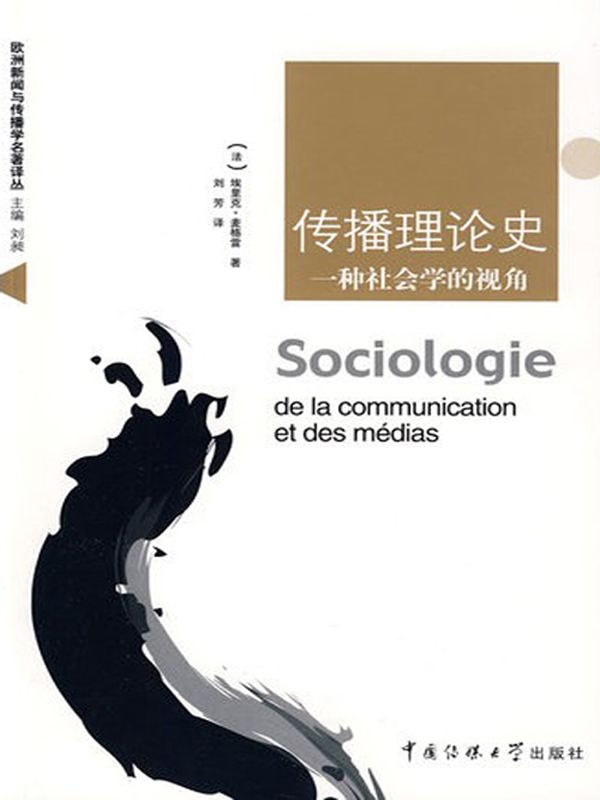 欧洲新闻与传播学名著译丛 主编 刘昶
(法) 埃里克·麦格雷 著
刘芳 译
传播理论史
一种社会学的视角
Sociologie
de la communication
et des médias
中国传媒大学出版社